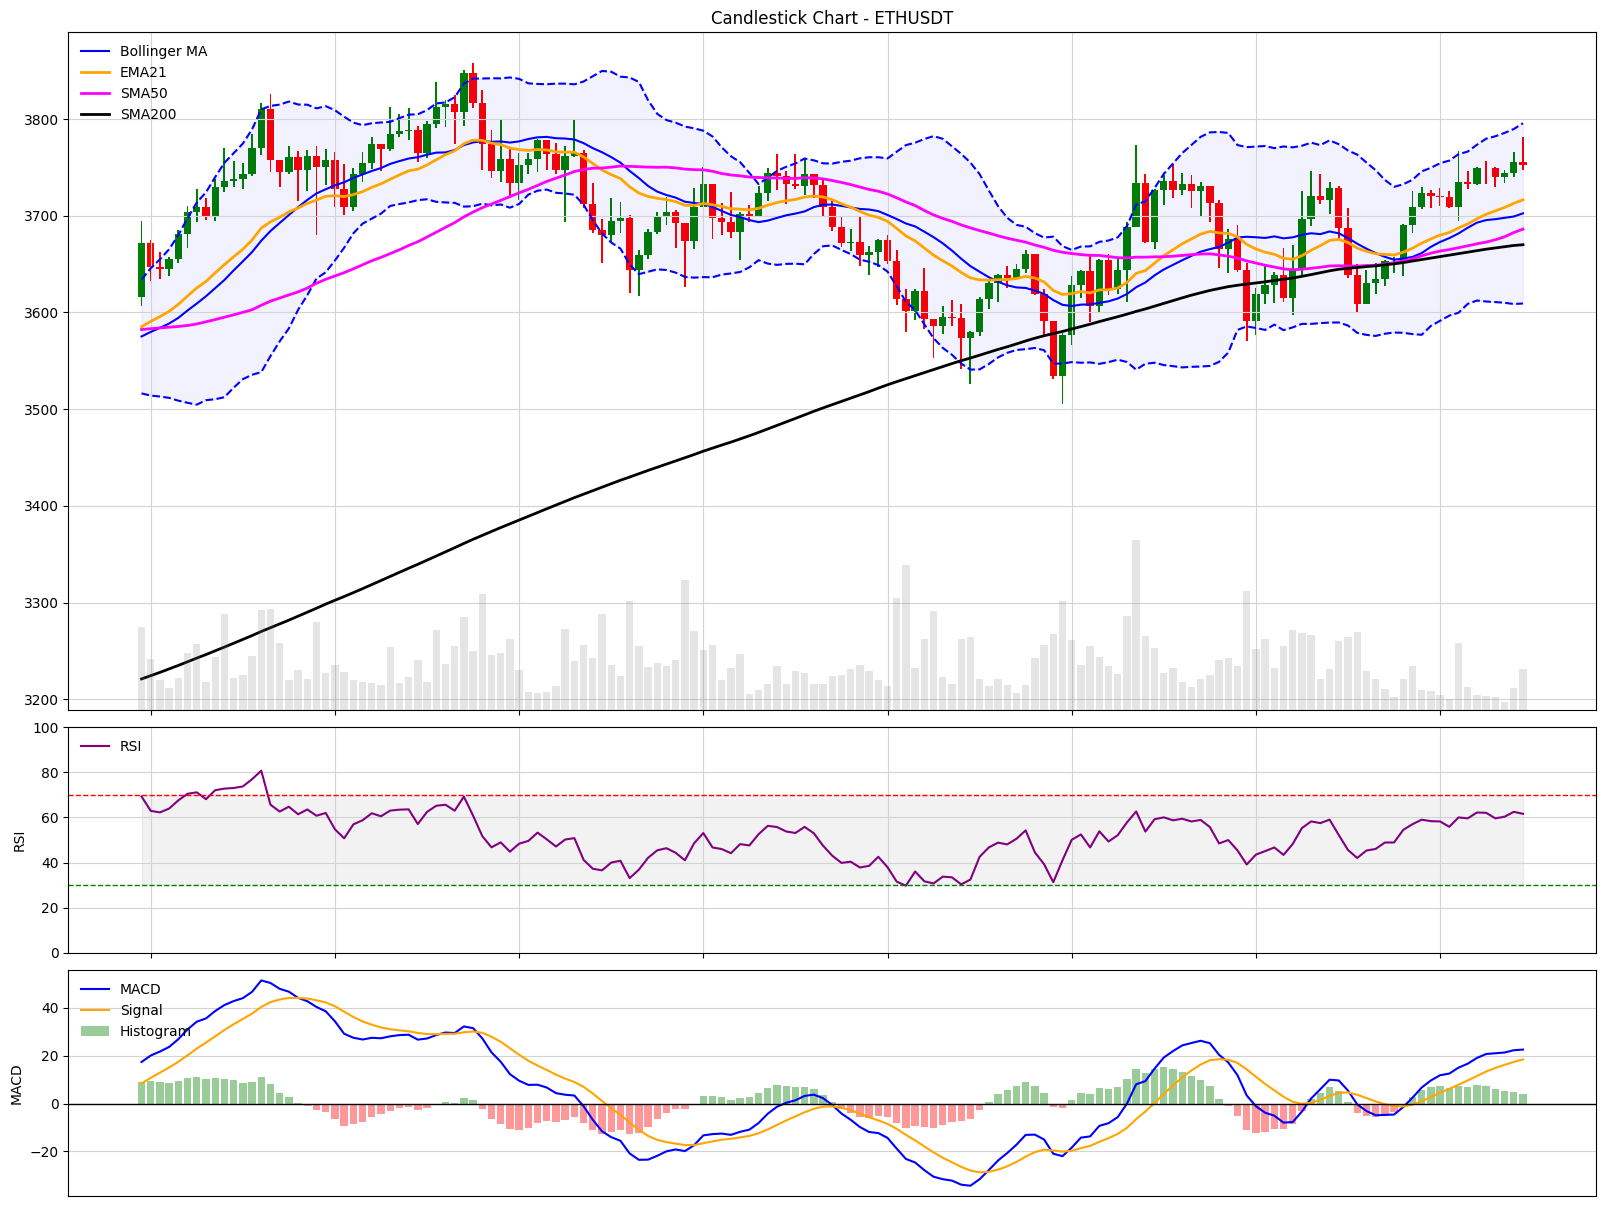 Candlestick Chart - ETHUSDT
Bollinger MA
EMA21
SMA50
SMA200
3800
3700
3600
3500
3400
3300
3200
RSI
100
80
60
40
20
0
RSI
MACD
Signal
Histogram
40
20
0
−20
MACD